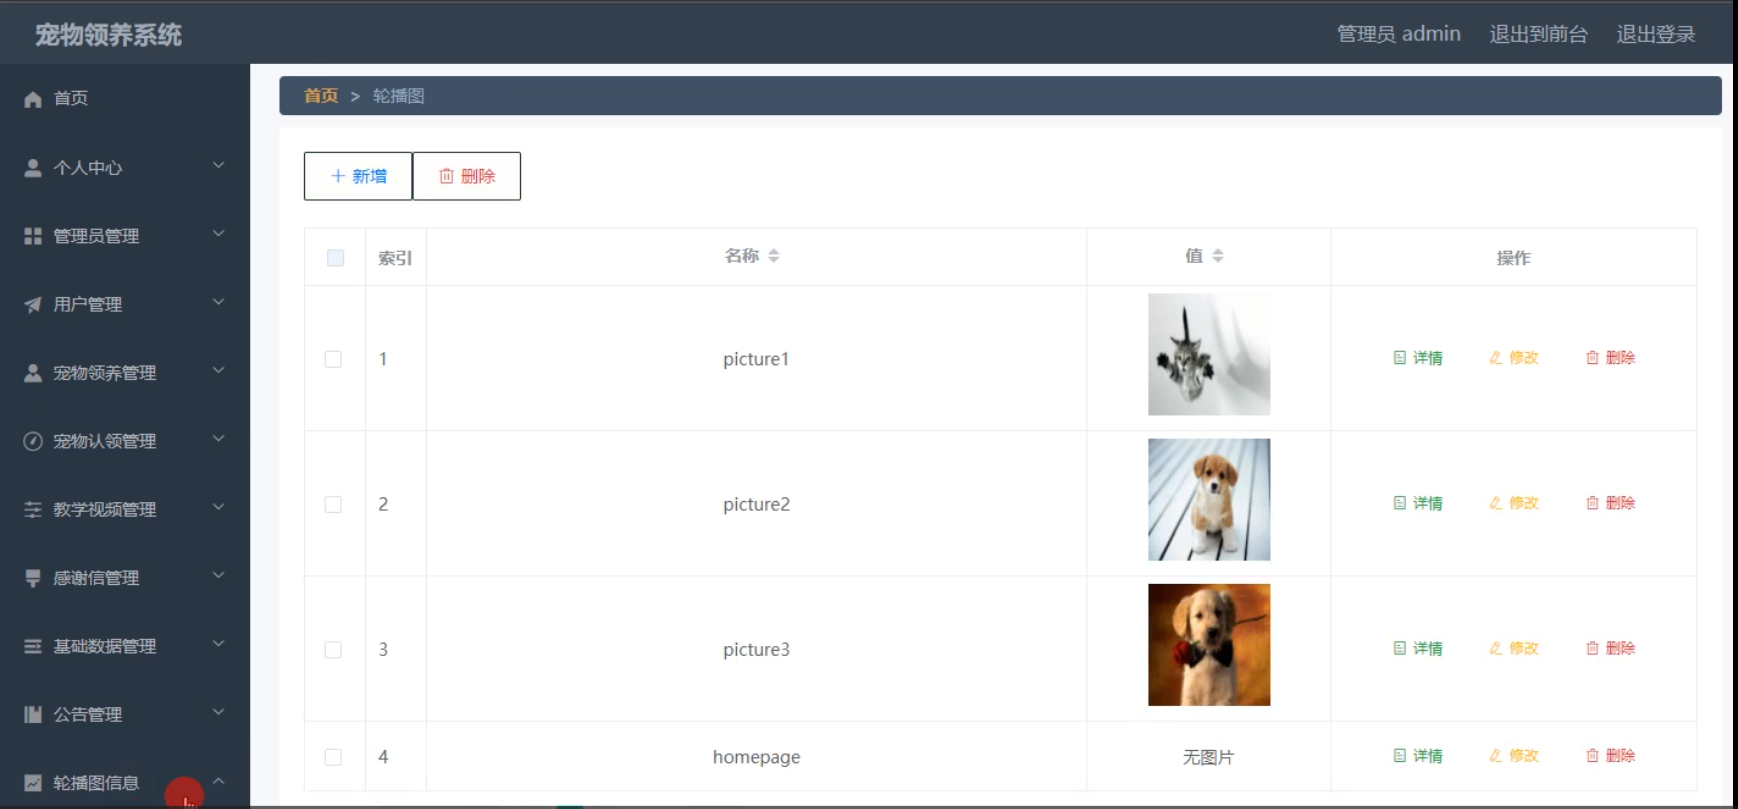 宠物领养系统
管理员 admin 退出到前台 退出登录
首页
个人中心
管理员管理
用户管理
宠物领养管理
宠物认领管理
教学视频管理
感谢信管理
基础数据管理
公告管理
轮播图信息
首页 > 轮播图
新增 删除
索引 名称 值 操作
1 picture1 详情 修改 删除
2 picture2 详情 修改 删除
3 picture3 详情 修改 删除
4 homepage 无图片 详情 修改 删除